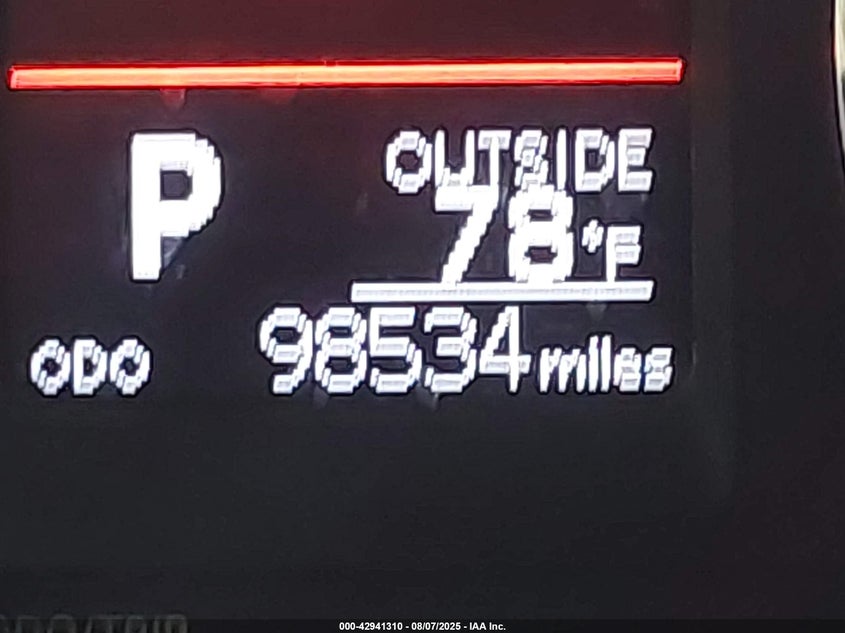 P
OUTSIDE
78°F
ODO 98534 miles
000-42941310 - 08/07/2025 - IAA Inc.